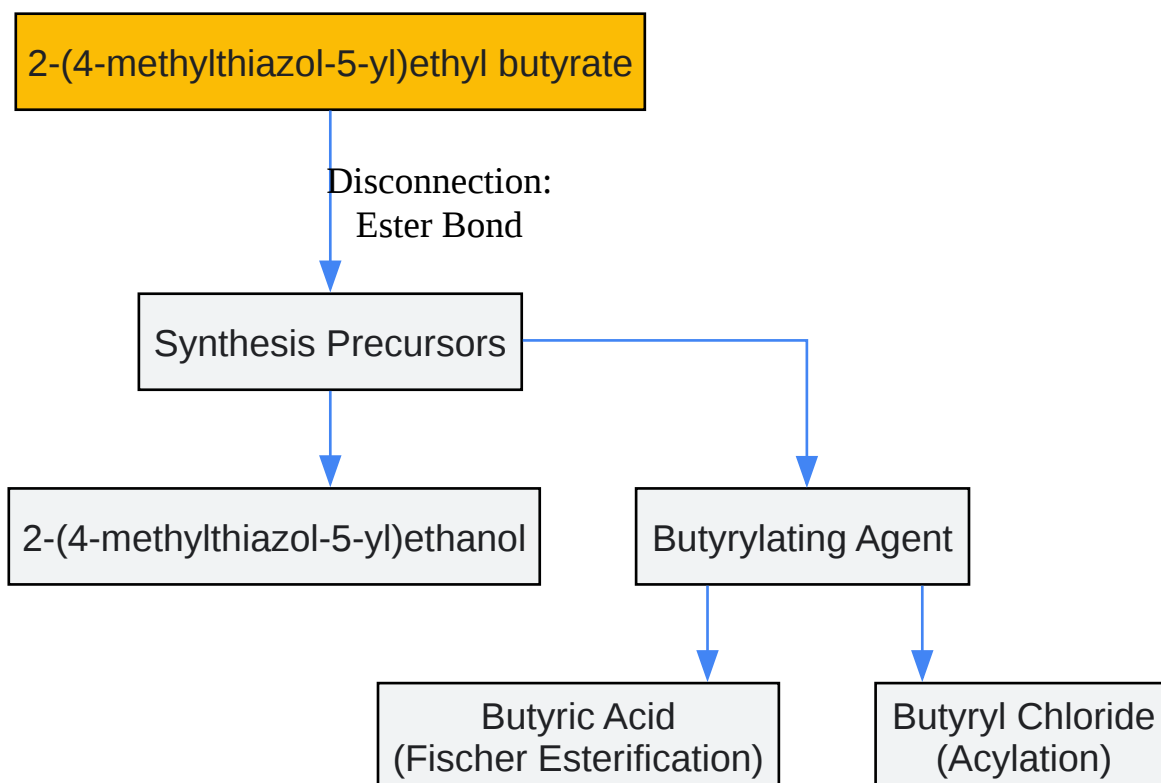 2-(4-methylthiazol-5-yl)ethyl butyrate
Disconnection:
Ester Bond
Synthesis Precursors
2-(4-methylthiazol-5-yl)ethanol
Butyrylating Agent
Butyric Acid
(Fischer Esterification)
Butyryl Chloride
(Acylation)